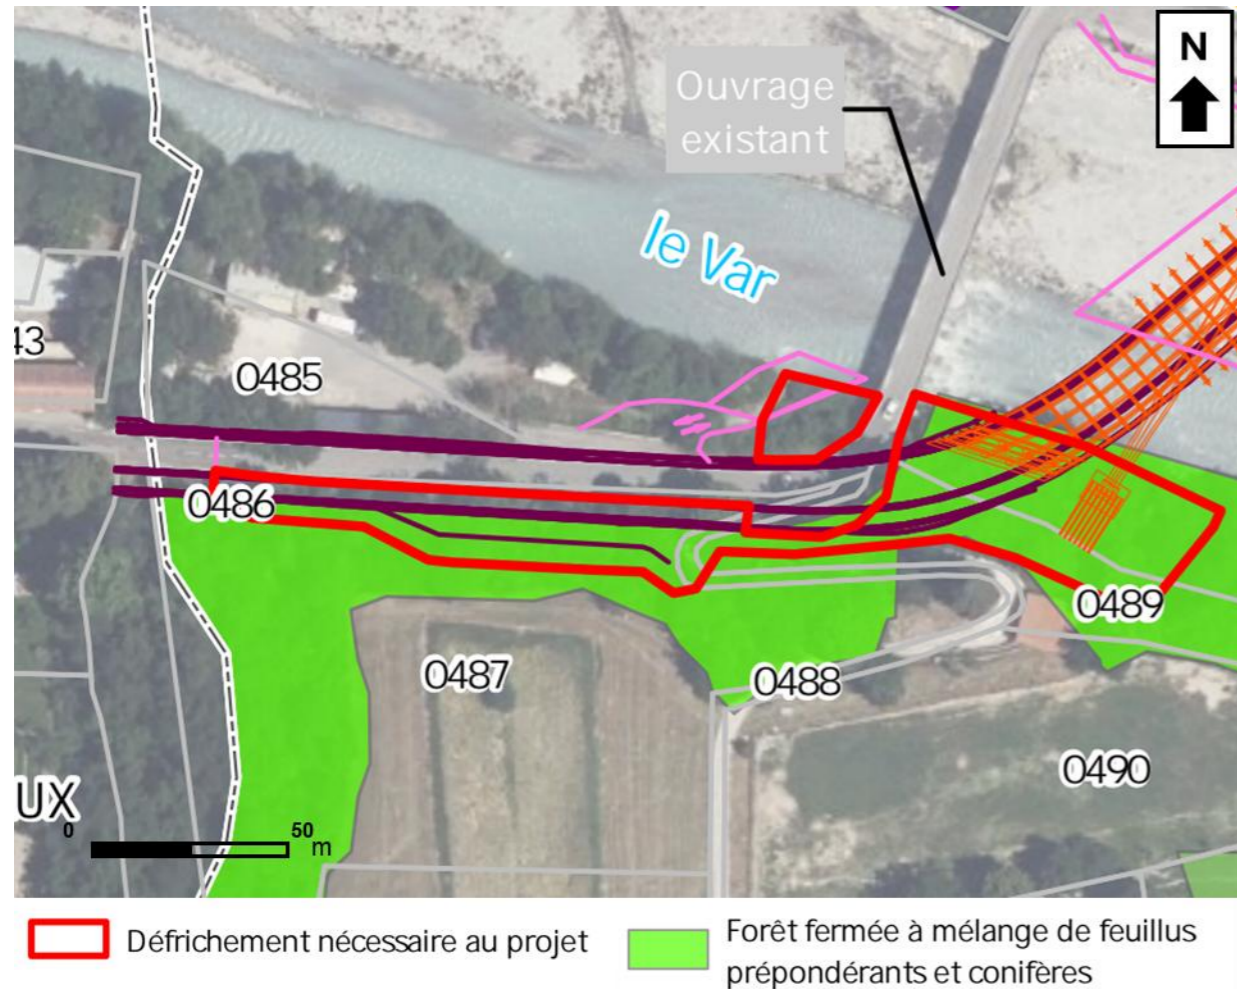 N
Ouvrage
existant
le Var
43
0485
0486
0487
0488
0489
0490
UX
0 50 m
Défrichement nécessaire au projet
Forêt fermée à mélange de feuillus
prépondérants et conifères